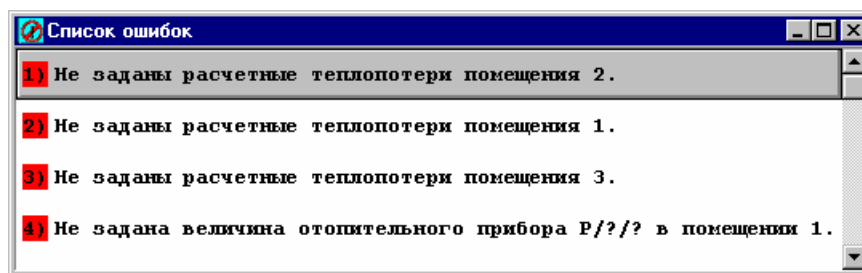 Список ошибок
1) Не заданы расчетные теплопотери помещения 2.
2) Не заданы расчетные теплопотери помещения 1.
3) Не заданы расчетные теплопотери помещения 3.
4) Не задана величина отопительного прибора P/?/? в помещении 1.